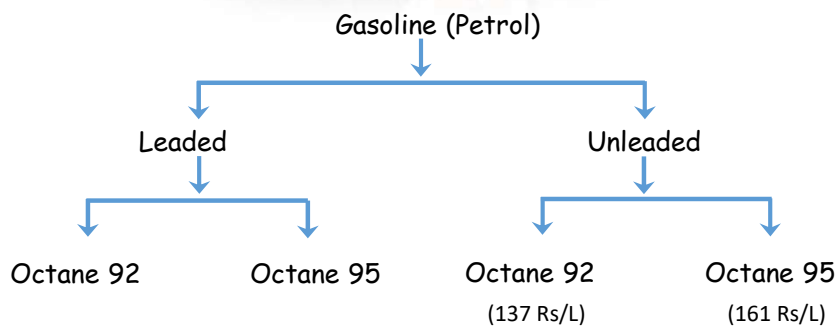 Gasoline (Petrol)
Leaded
Unleaded
Octane 92
Octane 95
Octane 92
Octane 95
(137 Rs/L)
(161 Rs/L)